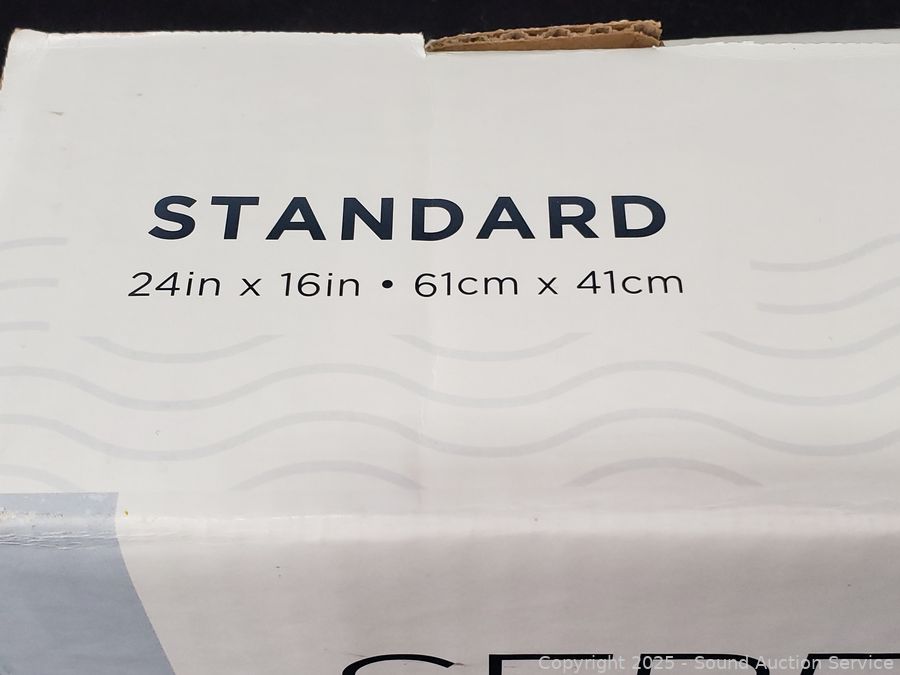 STANDARD
24in x 16in • 61cm x 41cm
Copyright 2025 - Sound Auction Service